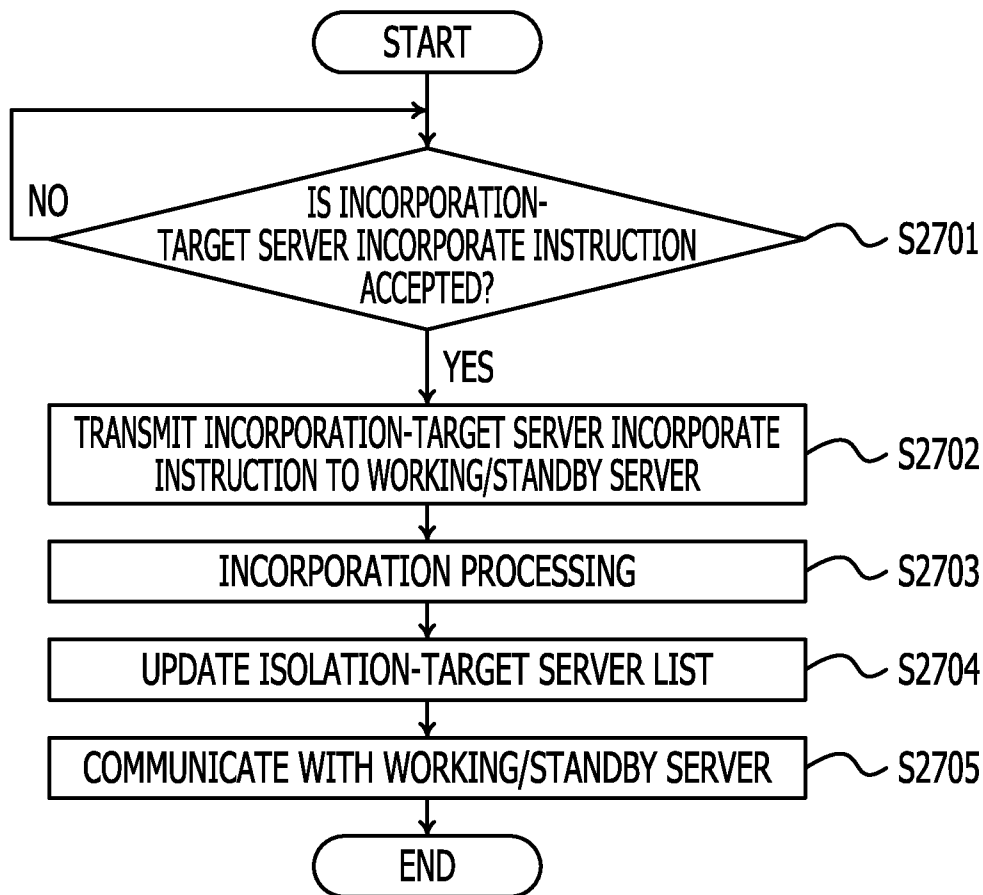 START
NO
IS INCORPORATION-
TARGET SERVER INCORPORATE INSTRUCTION
ACCEPTED?
S2701
YES
TRANSMIT INCORPORATION-TARGET SERVER INCORPORATE
INSTRUCTION TO WORKING/STANDBY SERVER
S2702
INCORPORATION PROCESSING
S2703
UPDATE ISOLATION-TARGET SERVER LIST
S2704
COMMUNICATE WITH WORKING/STANDBY SERVER
S2705
END